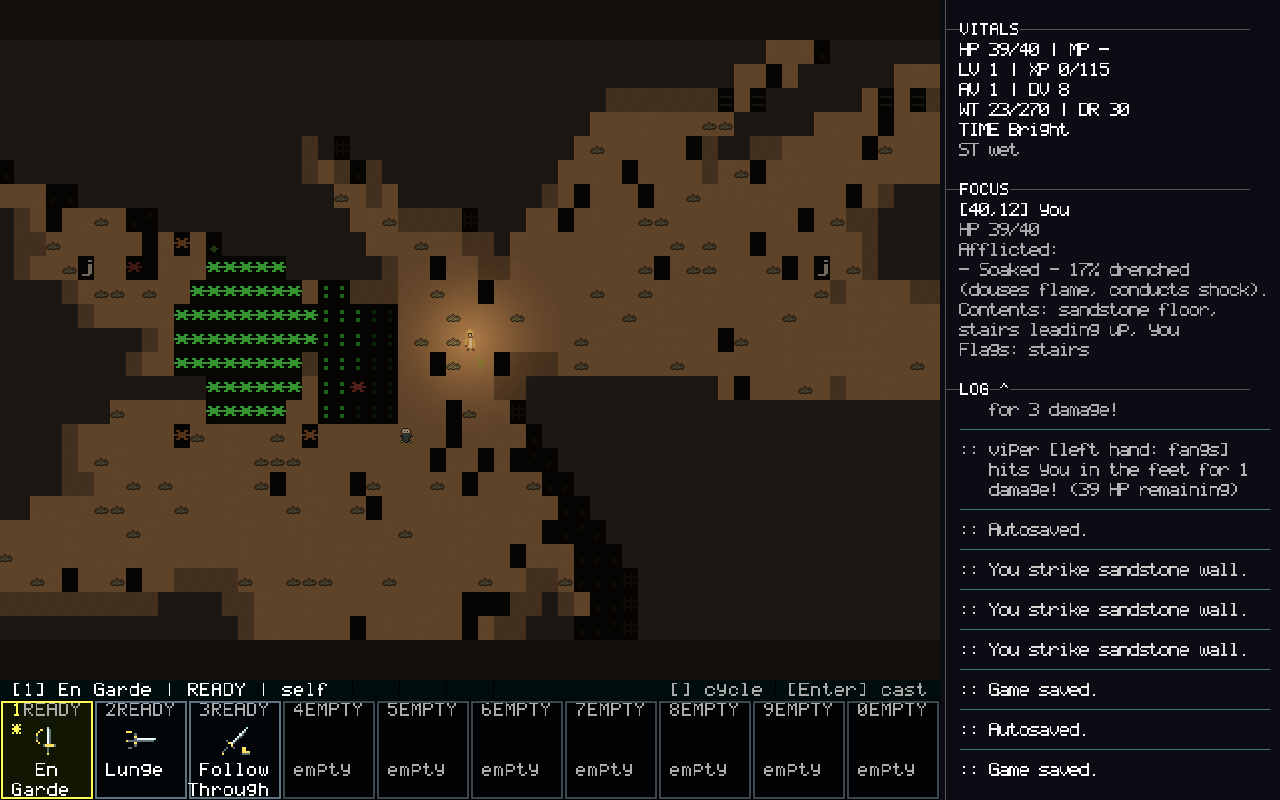 VITALS
HP 39/40 | MP -
LV 1 | XP 0/115
AV 1 | DV 8
WT 23/270 | DR 30
TIME Bright
ST wet
FOCUS
[40,12] You
HP 39/40
Afflicted:
- Soaked - 17% drenched
(douses flame, conducts shock).
Contents: sandstone floor,
stairs leading up, you
Flags: stairs
LOG ^
for 3 damage!
:: viper [left hand: fangs]
hits you in the feet for 1
damage! (39 HP remaining)
:: Autosaved.
:: You strike sandstone wall.
:: You strike sandstone wall.
:: You strike sandstone wall.
:: Game saved.
:: Autosaved.
:: Game saved.
j
j
[1] En Garde | READY | self
[] cycle [Enter] cast
1READY 2READY 3READY 4EMPTY 5EMPTY 6EMPTY 7EMPTY 8EMPTY 9EMPTY 0EMPTY
*
En Lunge Follow empty empty empty empty empty empty empty
Garde Through